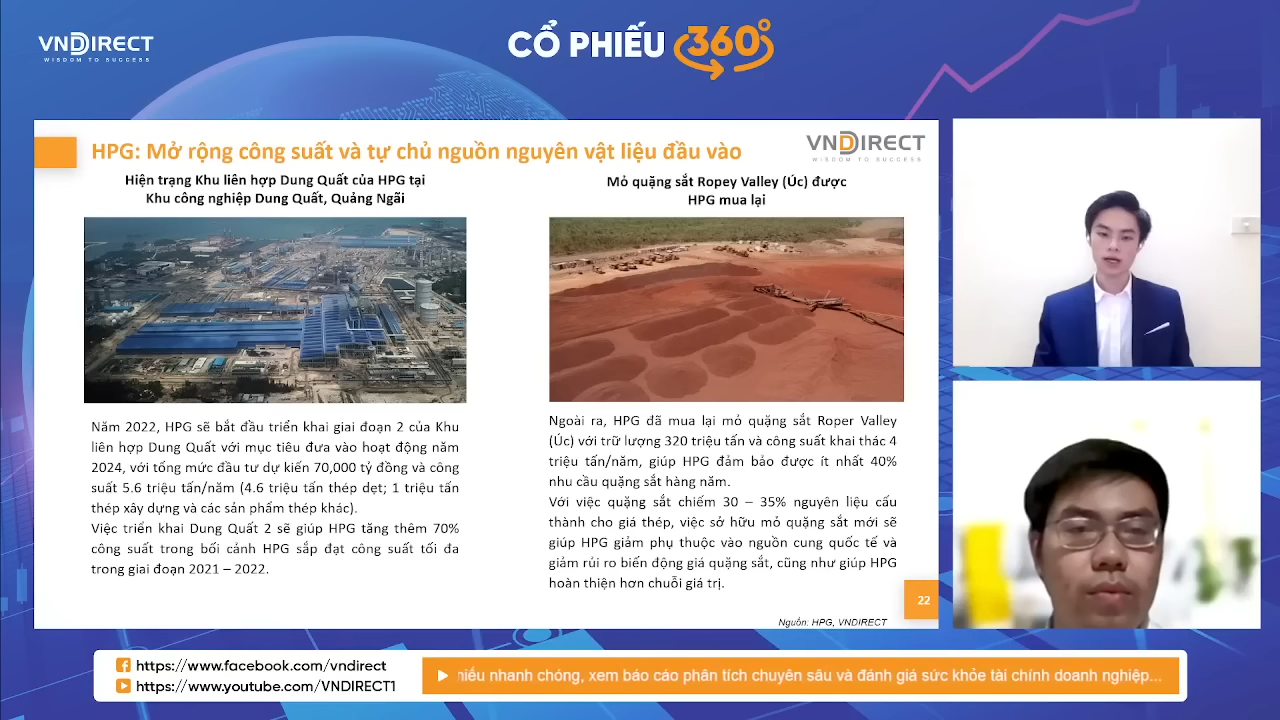 VNDIRECT
WISDOM TO SUCCESS
CỔ PHIẾU 360°
HPG: Mở rộng công suất và tự chủ nguồn nguyên vật liệu đầu vào
VNDIRECT
WISDOM TO SUCCESS
Hiện trạng Khu liên hợp Dung Quất của HPG tại
Khu công nghiệp Dung Quất, Quảng Ngãi
Năm 2022, HPG sẽ bắt đầu triển khai giai đoạn 2 của Khu
liên hợp Dung Quất với mục tiêu đưa vào hoạt động năm
2024, với tổng mức đầu tư dự kiến 70,000 tỷ đồng và công
suất 5.6 triệu tấn/năm (4.6 triệu tấn thép dẹt; 1 triệu tấn
thép xây dựng và các sản phẩm thép khác).
Việc triển khai Dung Quất 2 sẽ giúp HPG tăng thêm 70%
công suất trong bối cảnh HPG sắp đạt công suất tối đa
trong giai đoạn 2021 – 2022.
Mỏ quặng sắt Ropey Valley (Úc) được
HPG mua lại
Ngoài ra, HPG đã mua lại mỏ quặng sắt Roper Valley
(Úc) với trữ lượng 320 triệu tấn và công suất khai thác 4
triệu tấn/năm, giúp HPG đảm bảo được ít nhất 40%
nhu cầu quặng sắt hàng năm.
Với việc quặng sắt chiếm 30 – 35% nguyên liệu cấu
thành cho giá thép, việc sở hữu mỏ quặng sắt mới sẽ
giúp HPG giảm phụ thuộc vào nguồn cung quốc tế và
giảm rủi ro biến động giá quặng sắt, cũng như giúp HPG
hoàn thiện hơn chuỗi giá trị.
22
Nguồn: HPG, VNDIRECT
https://www.facebook.com/vndirect
https://www.youtube.com/VNDIRECT1
nhanh chóng, xem báo cáo phân tích chuyên sâu và đánh giá sức khỏe tài chính doanh nghiệp...